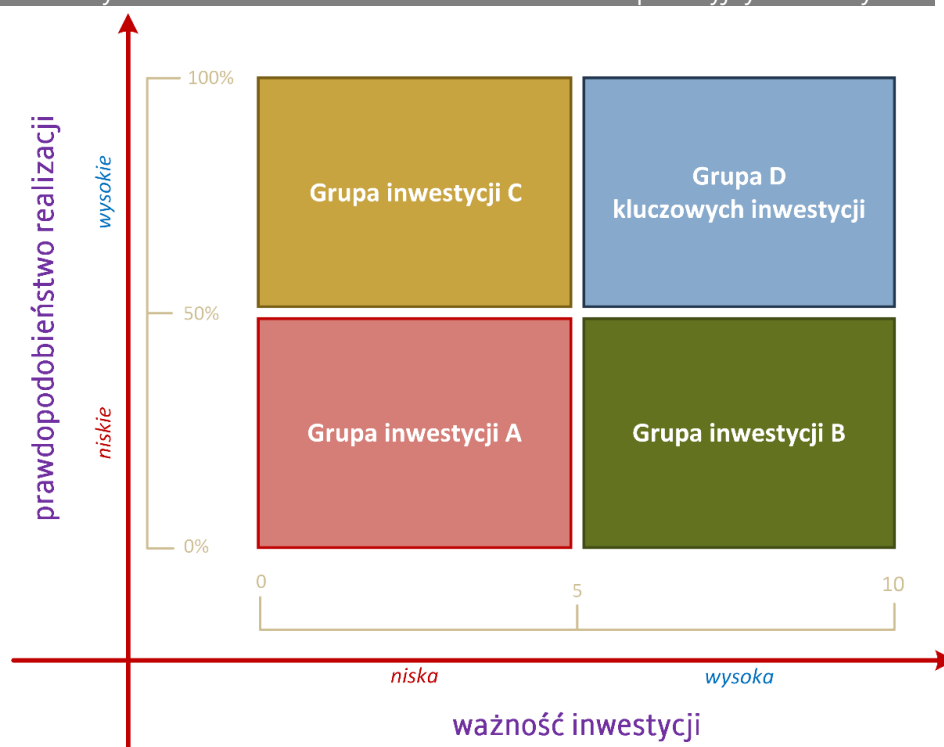 100%
prawdopodobieństwo realizacji
wysokie
Grupa inwestycji C
Grupa D
kluczowych inwestycji
50%
niskie
Grupa inwestycji A
Grupa inwestycji B
0%
0
5
10
niska
wysoka
ważność inwestycji